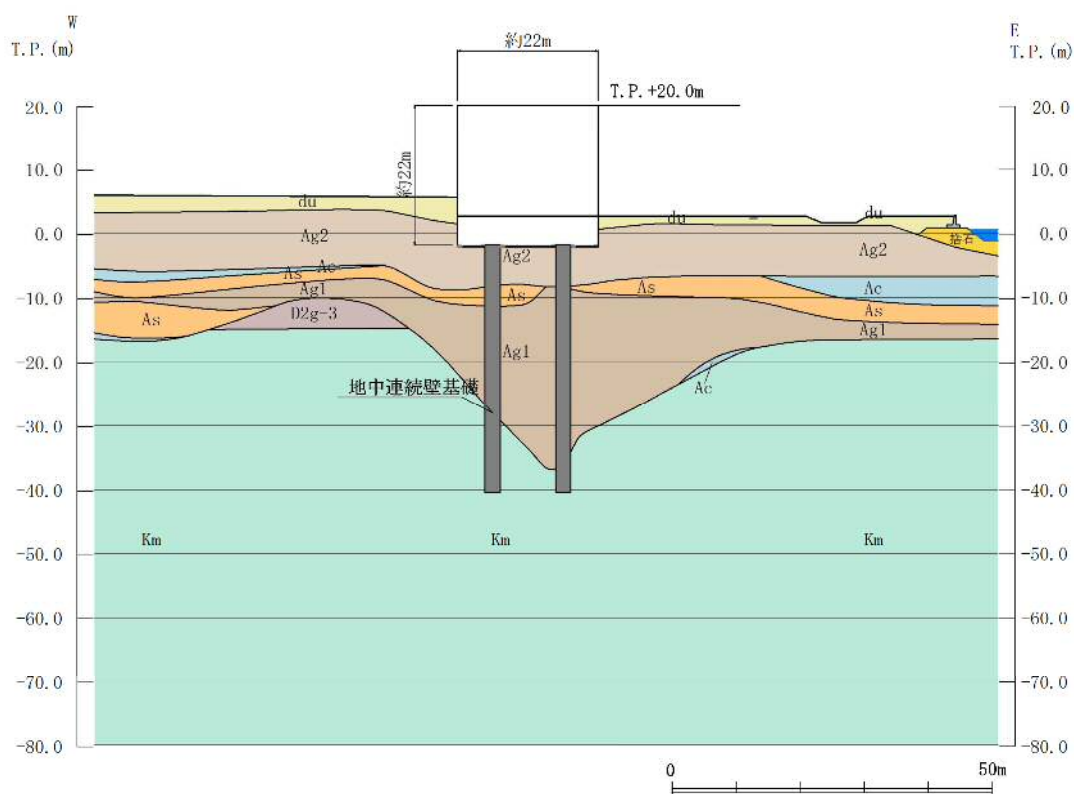 W
T.P.(m)
約22m
E
T.P.(m)
T.P.+20.0m
20.0
20.0
約22m
10.0
10.0
du
du
du
0.0
0.0
Ag2
Ag2
Ag2
Ac
As
As
As
Ac
Ag1
-10.0
-10.0
D2g-3
As
As
Ag1
Ag1
捨石
-20.0
-20.0
Ac
地中連続壁基礎
-30.0
-30.0
-40.0
-40.0
Km
Km
Km
-50.0
-50.0
-60.0
-60.0
-70.0
-70.0
-80.0
-80.0
0
50m